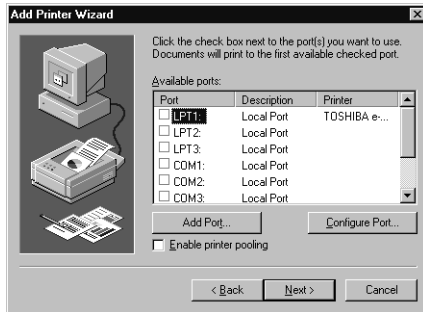 Add Printer Wizard
Click the check box next to the port(s) you want to use.
Documents will print to the first available checked port.
Available ports:
Port Description Printer
LPT1: Local Port TOSHIBA e-...
LPT2: Local Port
LPT3: Local Port
COM1: Local Port
COM2: Local Port
COM3: Local Port
Add Port... Configure Port...
Enable printer pooling
< Back Next > Cancel